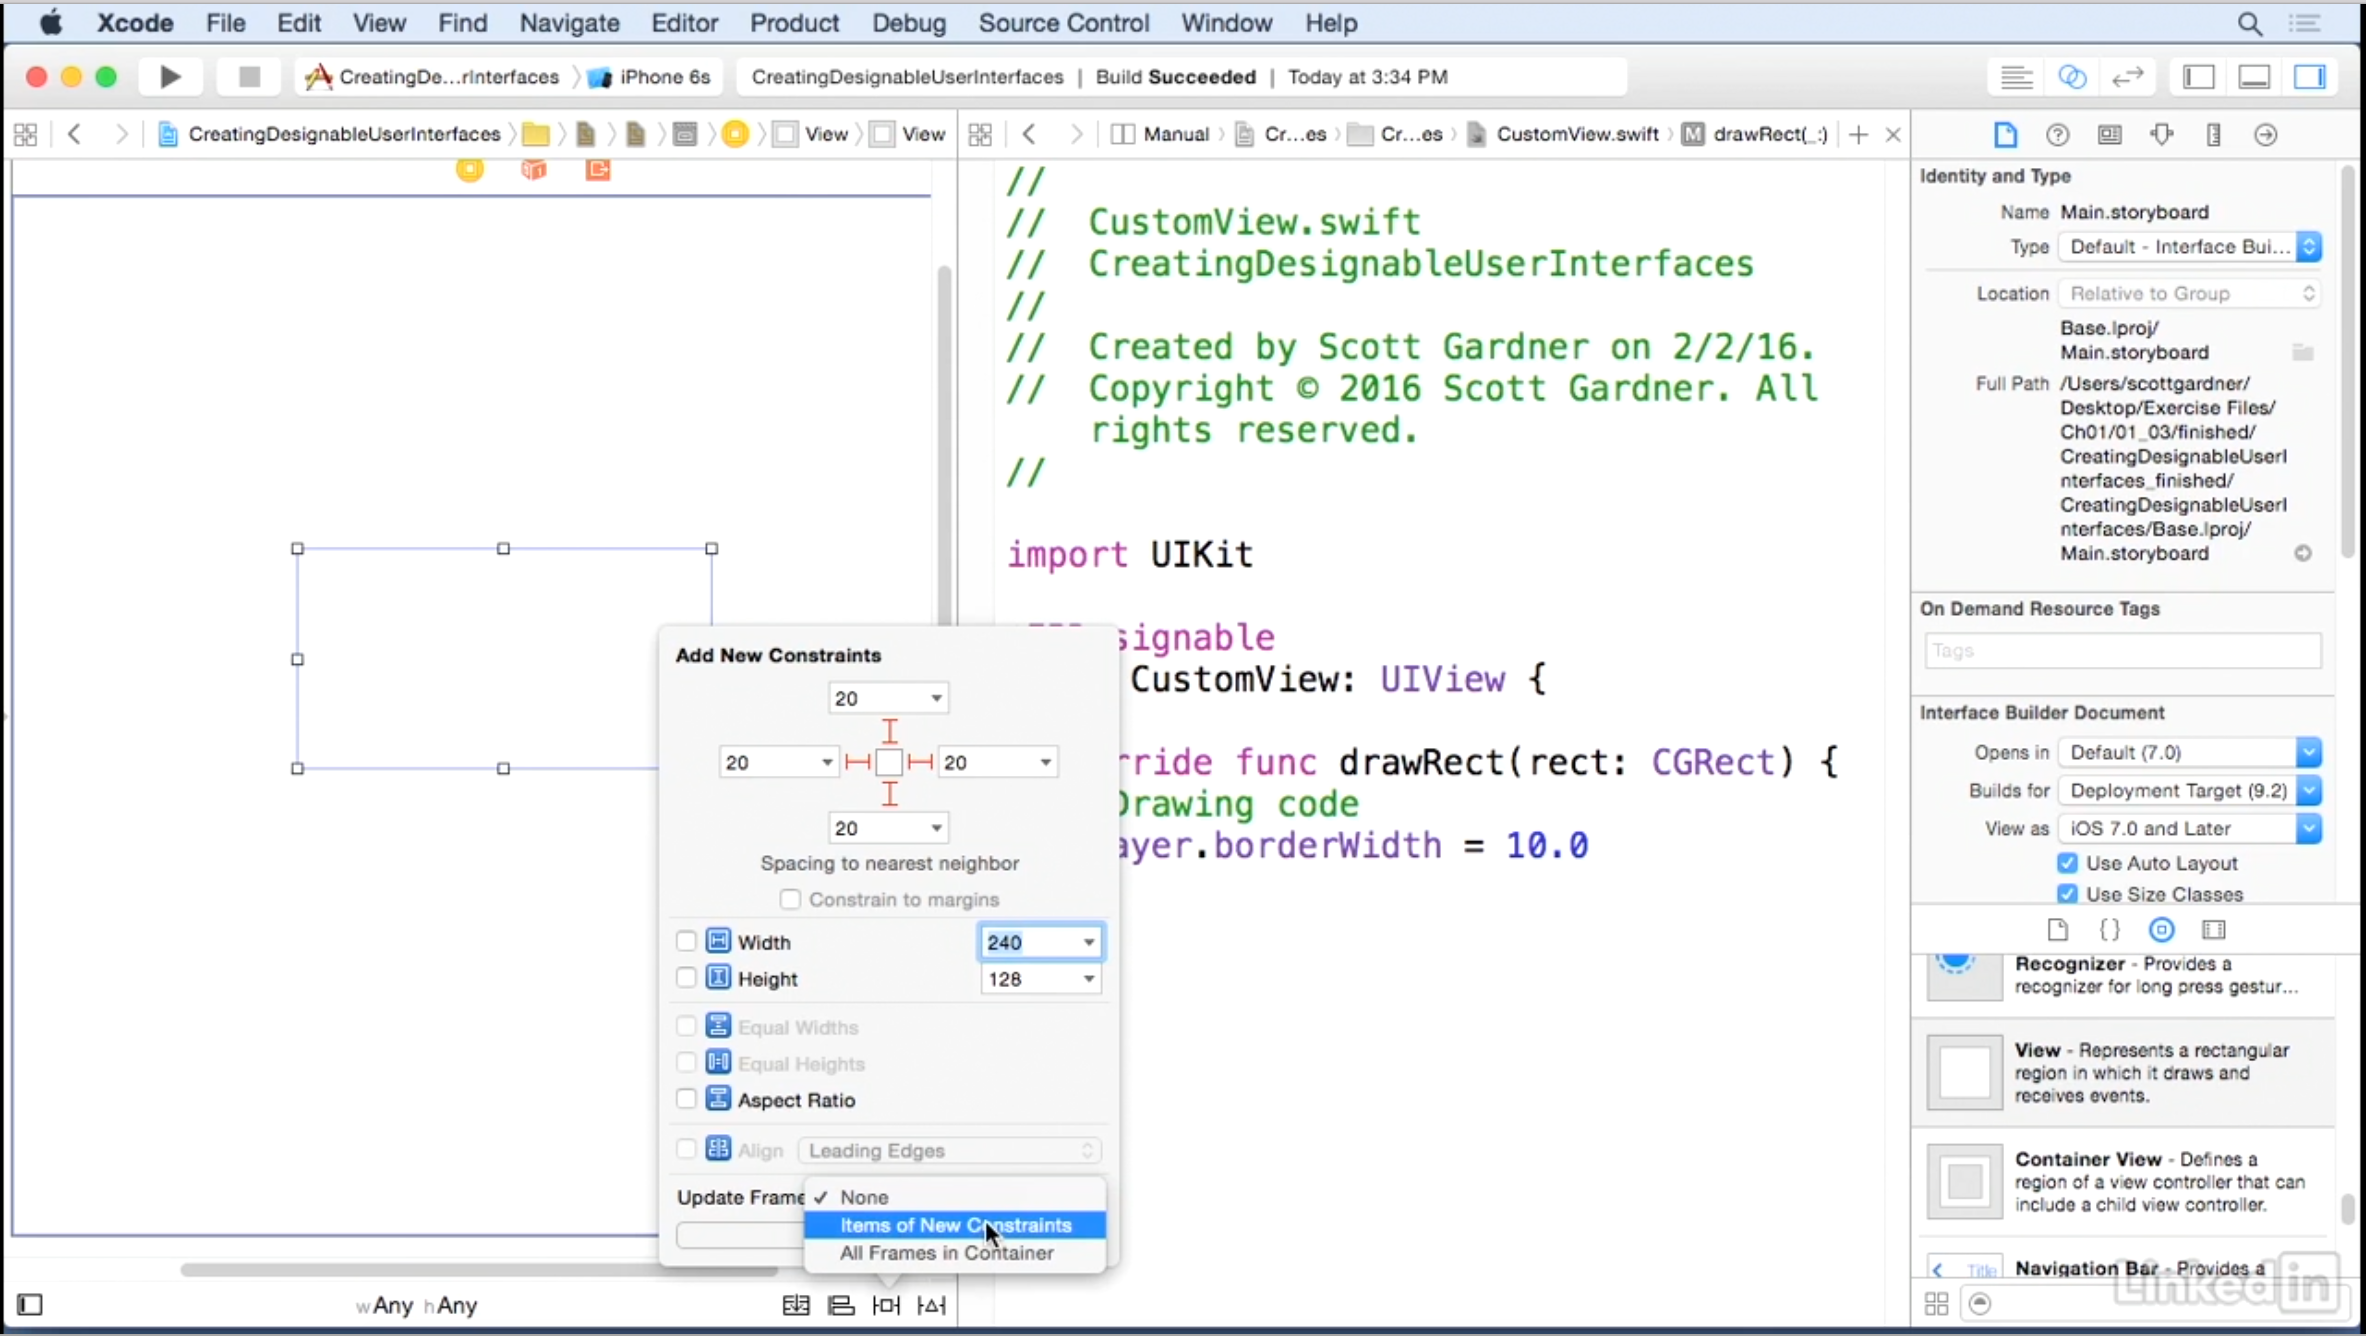 Xcode File Edit View Find Navigate Editor Product Debug Source Control Window Help
CreatingDe...rInterfaces iPhone 6s CreatingDesignableUserInterfaces | Build Succeeded | Today at 3:34 PM
CreatingDesignableUserInterfaces View View
Manual Cr...es Cr...es CustomView.swift M drawRect(_:)
//
// CustomView.swift
// CreatingDesignableUserInterfaces
//
// Created by Scott Gardner on 2/2/16.
// Copyright © 2016 Scott Gardner. All
rights reserved.
//
import UIKit
signable
CustomView: UIView {
rride func drawRect(rect: CGRect) {
Drawing code
ayer.borderWidth = 10.0
Add New Constraints
20
20 20
20
Spacing to nearest neighbor
Constrain to margins
Width 240
Height 128
Equal Widths
Equal Heights
Aspect Ratio
Align Leading Edges
Update Frame
✓ None
Items of New Constraints
All Frames in Container
wAny hAny
Identity and Type
Name Main.storyboard
Type Default - Interface Bui...
Location Relative to Group
Base.lproj/
Main.storyboard
Full Path /Users/scottgardner/
Desktop/Exercise Files/
Ch01/01_03/finished/
CreatingDesignableUserI
nterfaces_finished/
CreatingDesignableUserI
nterfaces/Base.lproj/
Main.storyboard
On Demand Resource Tags
Tags
Interface Builder Document
Opens in Default (7.0)
Builds for Deployment Target (9.2)
View as iOS 7.0 and Later
Use Auto Layout
Use Size Classes
{}
Recognizer - Provides a
recognizer for long press gestur...
View - Represents a rectangular
region in which it draws and
receives events.
Container View - Defines a
region of a view controller that can
include a child view controller.
Title
Navigation Bar - Provides a
Linked in